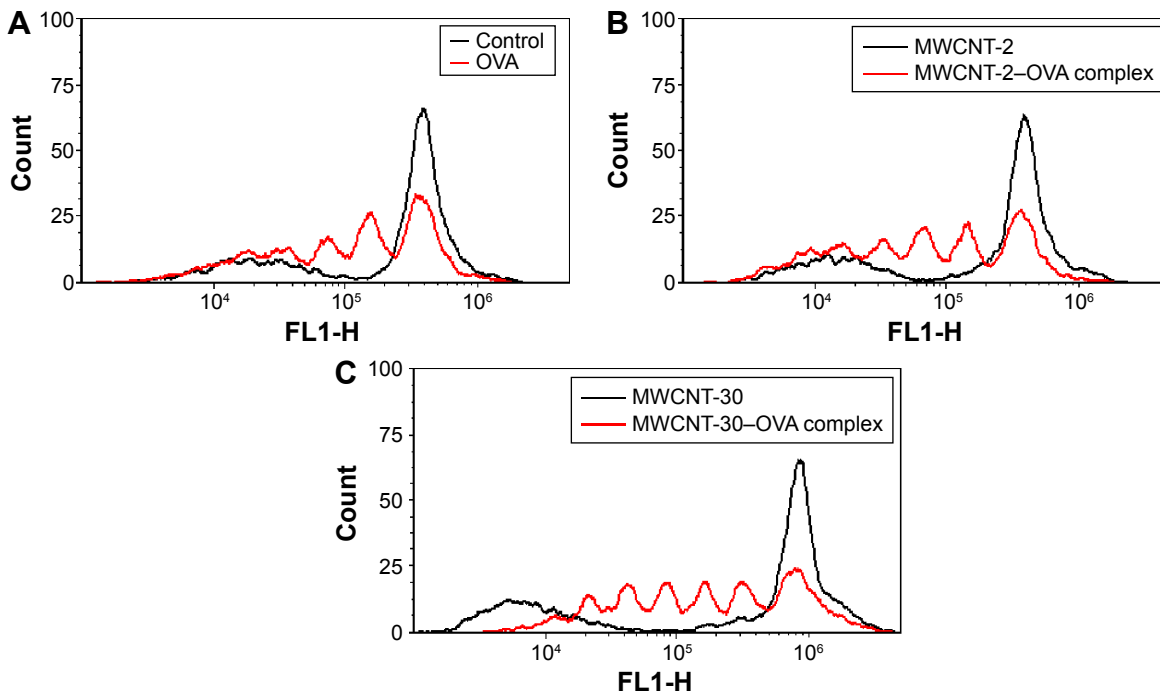 A
100
75
50
25
0
Count
Control
OVA
10⁴
10⁵
10⁶
FL1-H
B
100
75
50
25
0
Count
MWCNT-2
MWCNT-2–OVA complex
10⁴
10⁵
10⁶
FL1-H
C
100
75
50
25
0
Count
MWCNT-30
MWCNT-30–OVA complex
10⁴
10⁵
10⁶
FL1-H